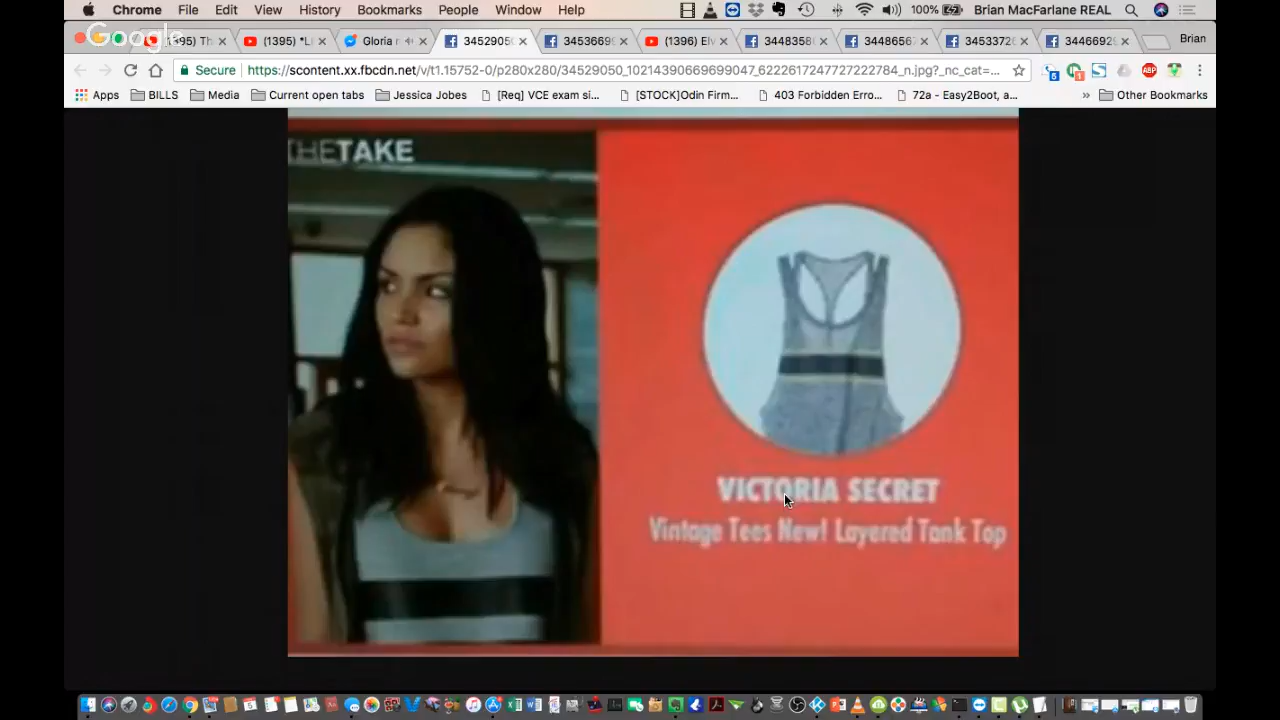 Chrome File Edit View History Bookmarks People Window Help 100% Brian MacFarlane REAL
Google
(1396) El
Gloria
Brian
Secure https://scontent.xx.fbcdn.net/v/t1.15752-0/p280x280/34529050_10214390669699047_6222617247727222784_n.jpg?_nc_cat=...
Apps BILLS Media Current open tabs Jessica Jobes [Req] VCE exam si... [STOCK]Odin Firm... 403 Forbidden Erro... 72a - Easy2Boot, a... » Other Bookmarks
THETAKE
VICTORIA SECRET
Vintage Tees New! Layered Tank Top